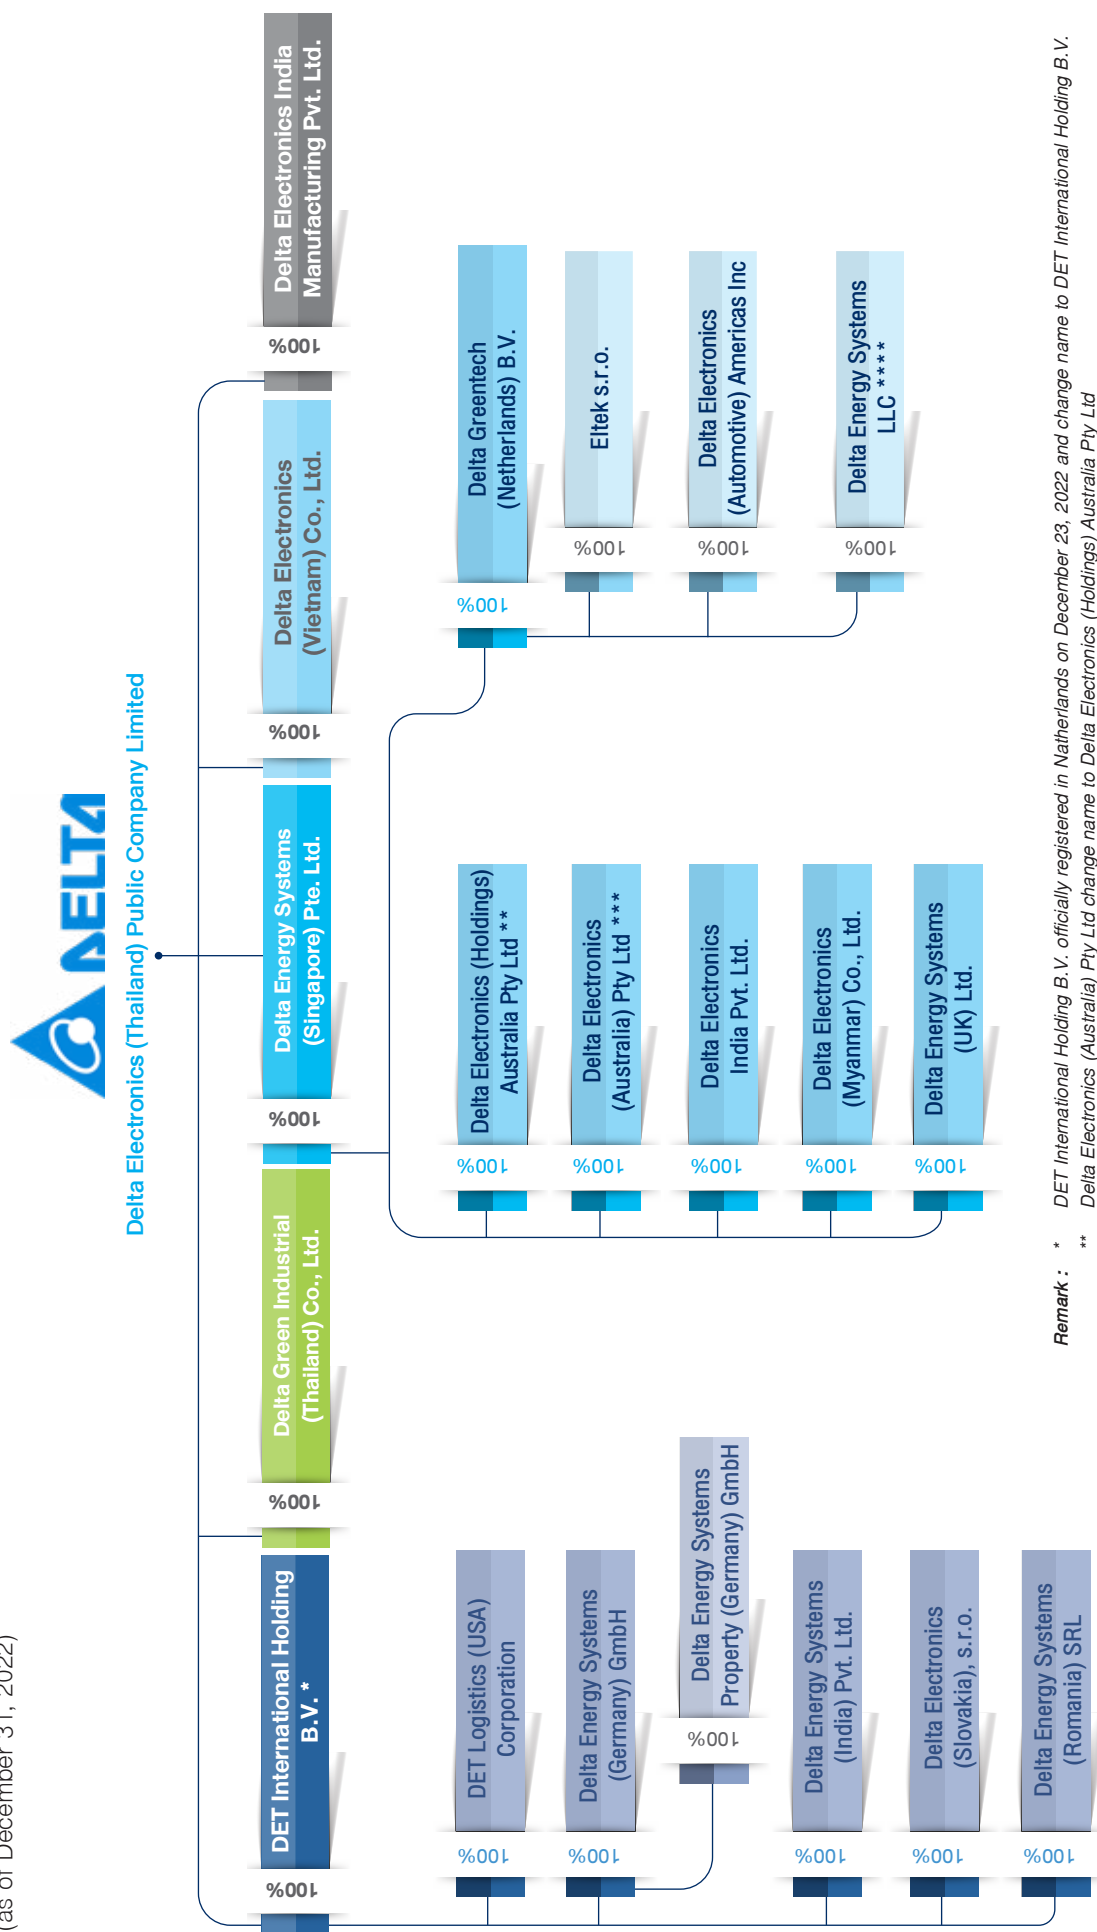 (as of December 31, 2022)
DELTA
Delta Electronics (Thailand) Public Company Limited
DET International Holding
B.V. *
100%
Delta Green Industrial
(Thailand) Co., Ltd.
100%
Delta Energy Systems
(Singapore) Pte. Ltd.
100%
Delta Electronics
(Vietnam) Co., Ltd.
100%
Delta Electronics India
Manufacturing Pvt. Ltd.
100%
DET Logistics (USA)
Corporation
100%
Delta Energy Systems
(Germany) GmbH
100%
Delta Energy Systems
Property (Germany) GmbH
100%
Delta Energy Systems
(India) Pvt. Ltd.
100%
Delta Electronics
(Slovakia), s.r.o.
100%
Delta Energy Systems
(Romania) SRL
100%
Delta Electronics (Holdings)
Australia Pty Ltd **
100%
Delta Electronics
(Australia) Pty Ltd ***
100%
Delta Electronics
India Pvt. Ltd.
100%
Delta Electronics
(Myanmar) Co., Ltd.
100%
Delta Energy Systems
(UK) Ltd.
100%
Delta Greentech
(Netherlands) B.V.
100%
Eltek s.r.o.
100%
Delta Electronics
(Automotive) Americas Inc
100%
Delta Energy Systems
LLC ****
100%
Remark : * DET International Holding B.V. officially registered in Natherlands on December 23, 2022 and change name to DET International Holding B.V.
** Delta Electronics (Australia) Pty Ltd change name to Delta Electronics (Holdings) Australia Pty Ltd